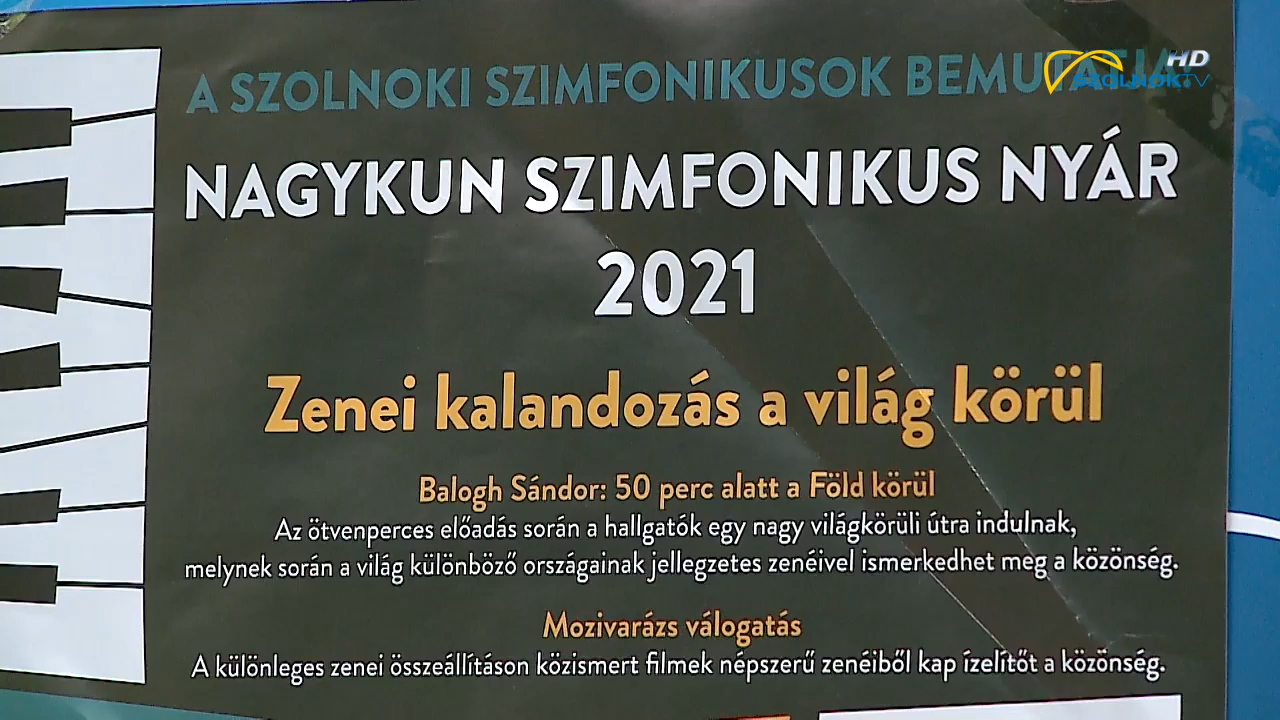 A SZOLNOKI SZIMFONIKUSOK BEMUTATJA:
HD
SZOLNOKTV
NAGYKUN SZIMFONIKUS NYÁR
2021
Zenei kalandozás a világ körül
Balogh Sándor: 50 perc alatt a Föld körül
Az ötvenperces előadás során a hallgatók egy nagy világkörüli útra indulnak,
melynek során a világ különböző országainak jellegzetes zenéivel ismerkedhet meg a közönség.
Mozivarázs válogatás
A különleges zenei összeállításon közismert filmek népszerű zenéiből kap ízelítőt a közönség.